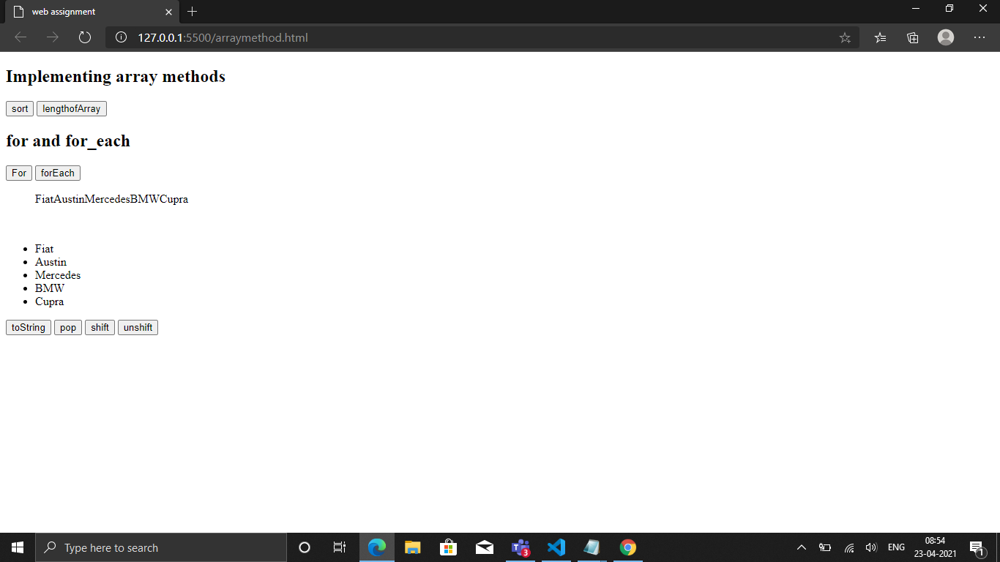 web assignment
127.0.0.1:5500/arraymethod.html
Implementing array methods
sort lengthofArray
for and for_each
For forEach
FiatAustinMercedesBMWCupra
Fiat
Austin
Mercedes
BMW
Cupra
toString pop shift unshift
Type here to search
3
ENG
08:54
23-04-2021
1